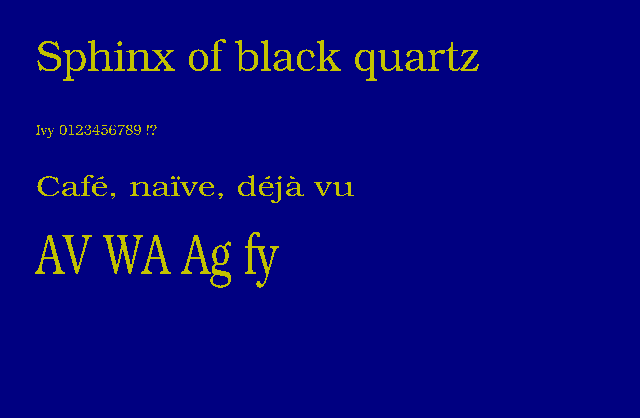 Sphinx of black quartz
Ivy 0123456789 !?
Café, naïve, déjà vu
AV WA Ag fy